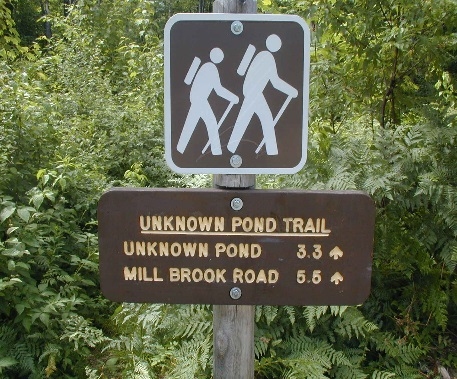 UNKNOWN POND TRAIL
UNKNOWN POND 3.3 ↑
MILL BROOK ROAD 5.5 ↑